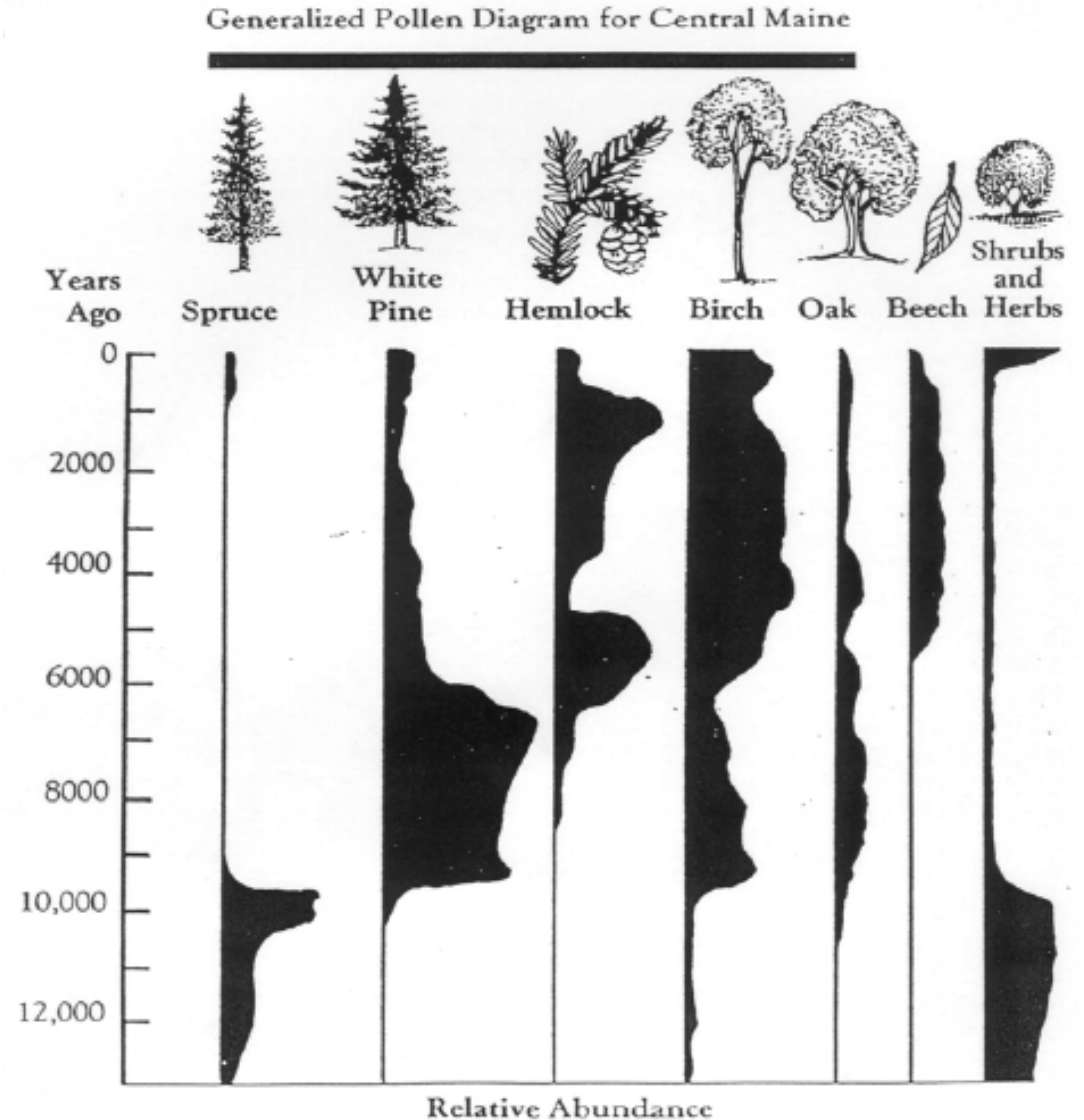 Generalized Pollen Diagram for Central Maine
Years
Ago
Spruce
White
Pine
Hemlock
Birch
Oak
Beech
Shrubs
and
Herbs
0
2000
4000
6000
8000
10,000
12,000
Relative Abundance